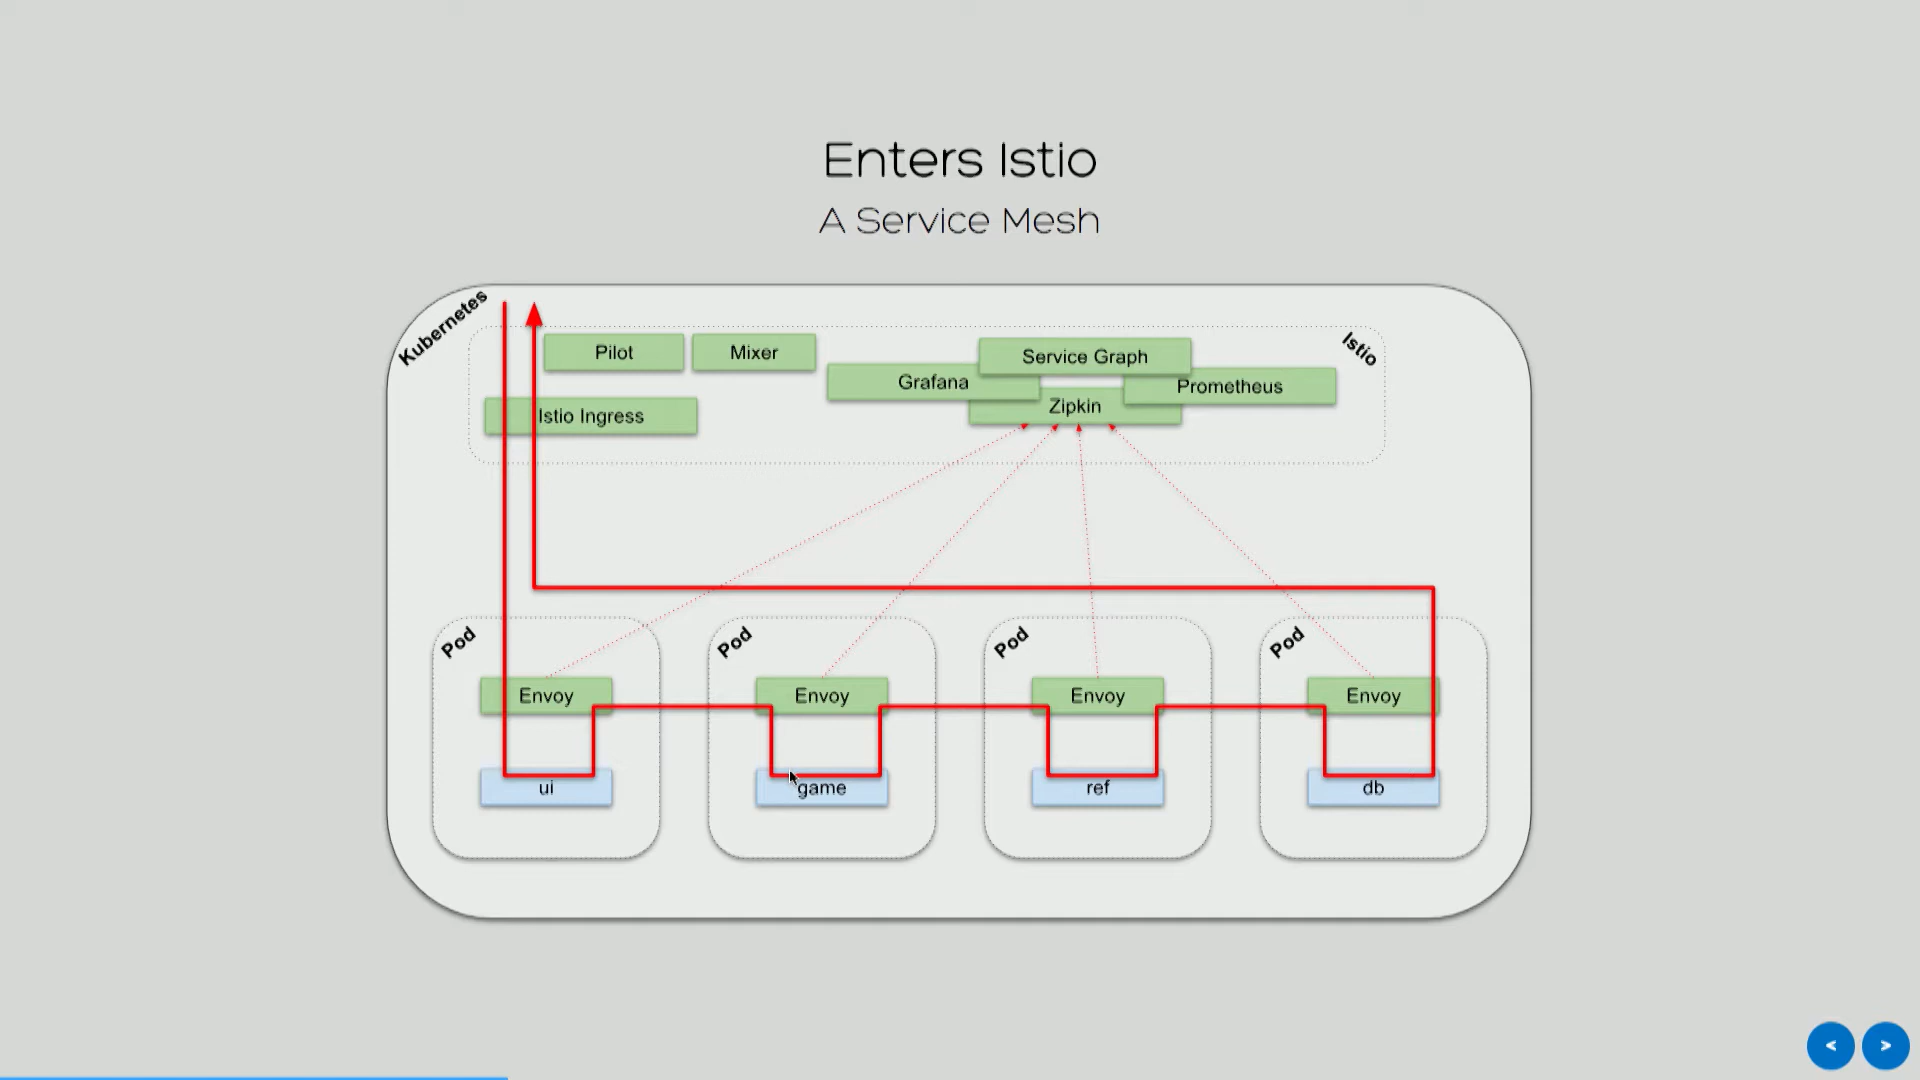 Enters Istio
A Service Mesh
Kubernetes
Istio
Pilot
Mixer
Service Graph
Grafana
Prometheus
Zipkin
Istio Ingress
Pod
Pod
Pod
Pod
Envoy
Envoy
Envoy
Envoy
ui
game
ref
db
<
>